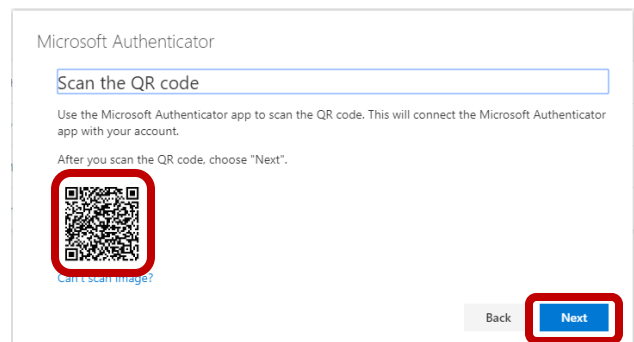 Microsoft Authenticator
Scan the QR code
Use the Microsoft Authenticator app to scan the QR code. This will connect the Microsoft Authenticator
app with your account.
After you scan the QR code, choose "Next".
Can't scan image?
Back
Next